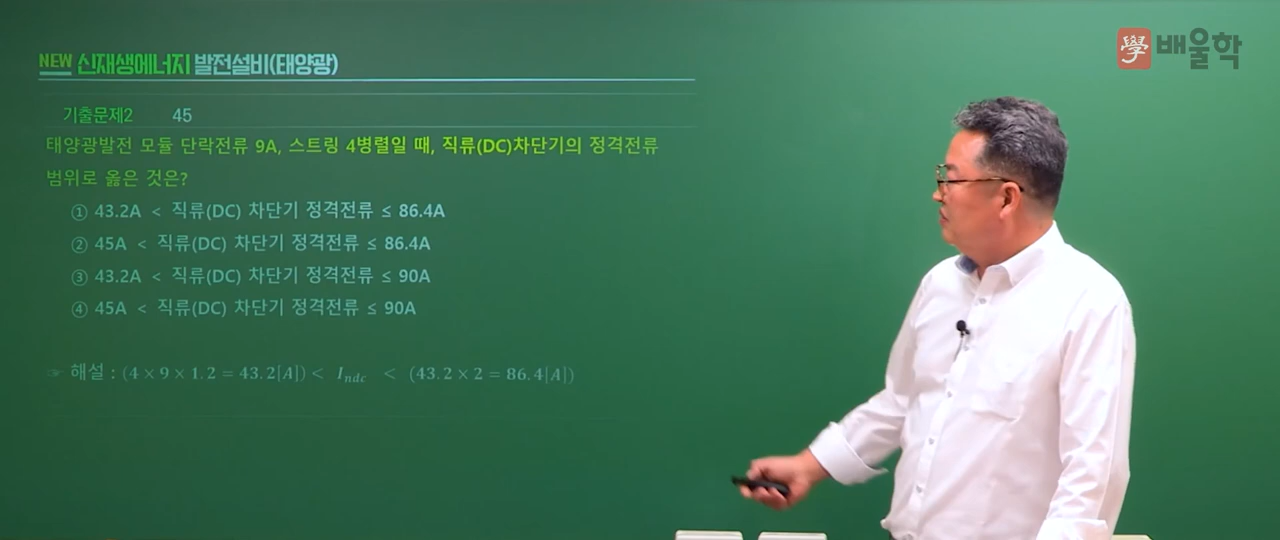 NEW 신재생에너지 발전설비(태양광)
學 배울학
기출문제2 45
태양광발전 모듈 단락전류 9A, 스트링 4병렬일 때, 직류(DC)차단기의 정격전류
범위로 옳은 것은?
① 43.2A < 직류(DC) 차단기 정격전류 ≤ 86.4A
② 45A < 직류(DC) 차단기 정격전류 ≤ 86.4A
③ 43.2A < 직류(DC) 차단기 정격전류 ≤ 90A
④ 45A < 직류(DC) 차단기 정격전류 ≤ 90A
☞ 해설 : (4×9×1.2=43.2[A]) < Indc < (43.2×2=86.4[A])